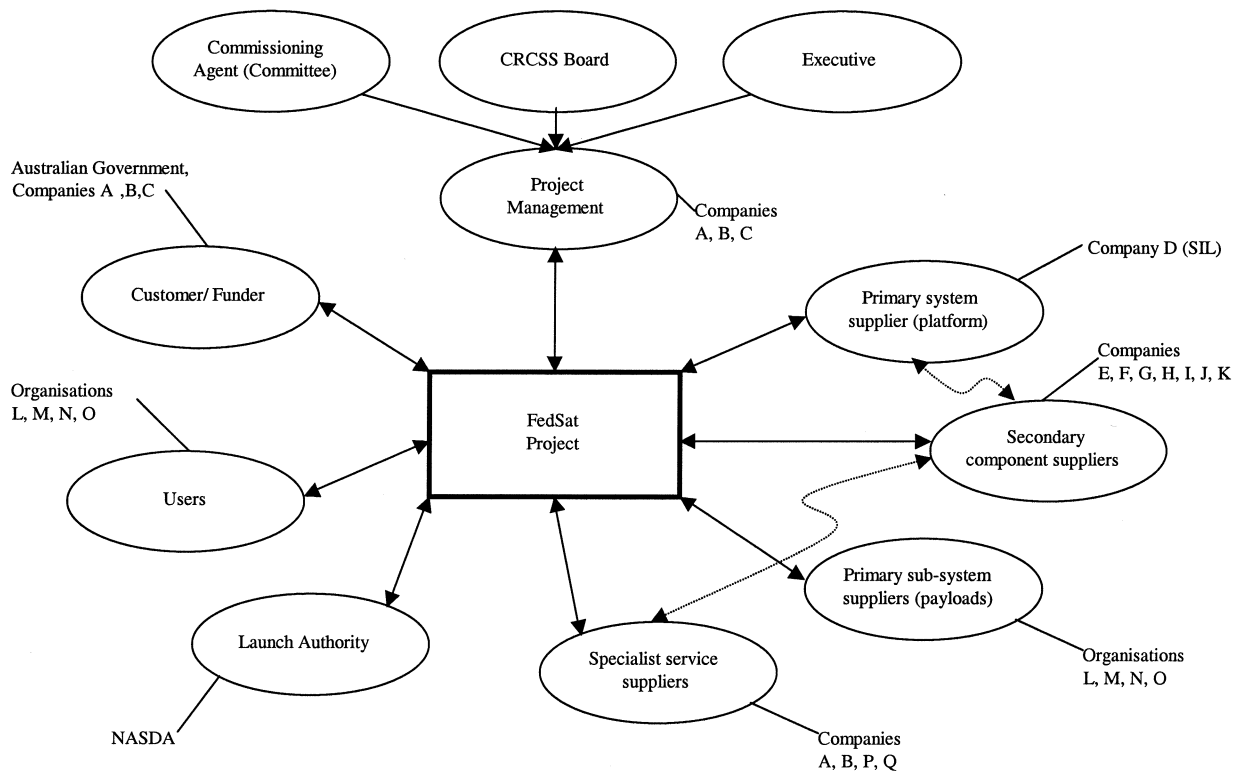 Commissioning
Agent (Committee)
CRCSS Board
Executive
Australian Government,
Companies A ,B,C
Project
Management
Companies
A, B, C
Customer/ Funder
Primary system
supplier (platform)
Company D (SIL)
Companies
E, F, G, H, I, J, K
Organisations
L, M, N, O
FedSat
Project
Secondary
component suppliers
Users
Primary sub-system
suppliers (payloads)
Launch Authority
Specialist service
suppliers
Organisations
L, M, N, O
NASDA
Companies
A, B, P, Q